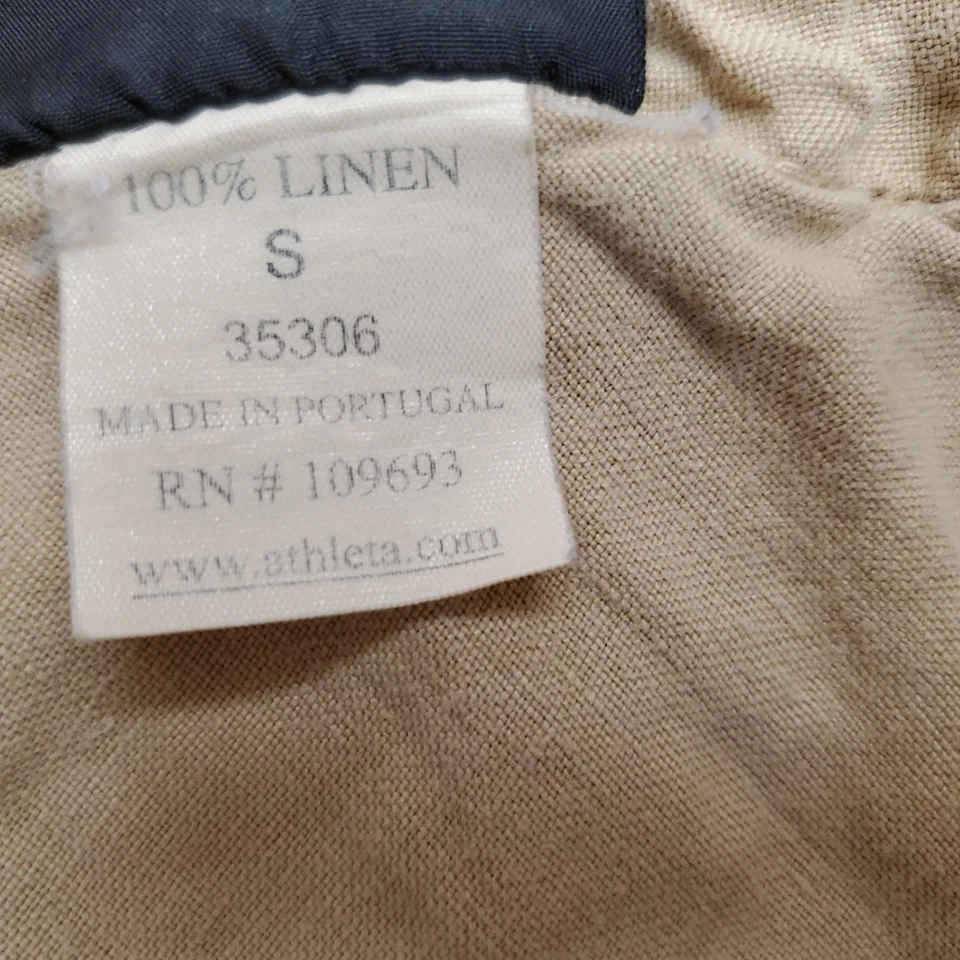 100% LINEN
S
35306
MADE IN PORTUGAL
RN # 109693
www.athleta.com